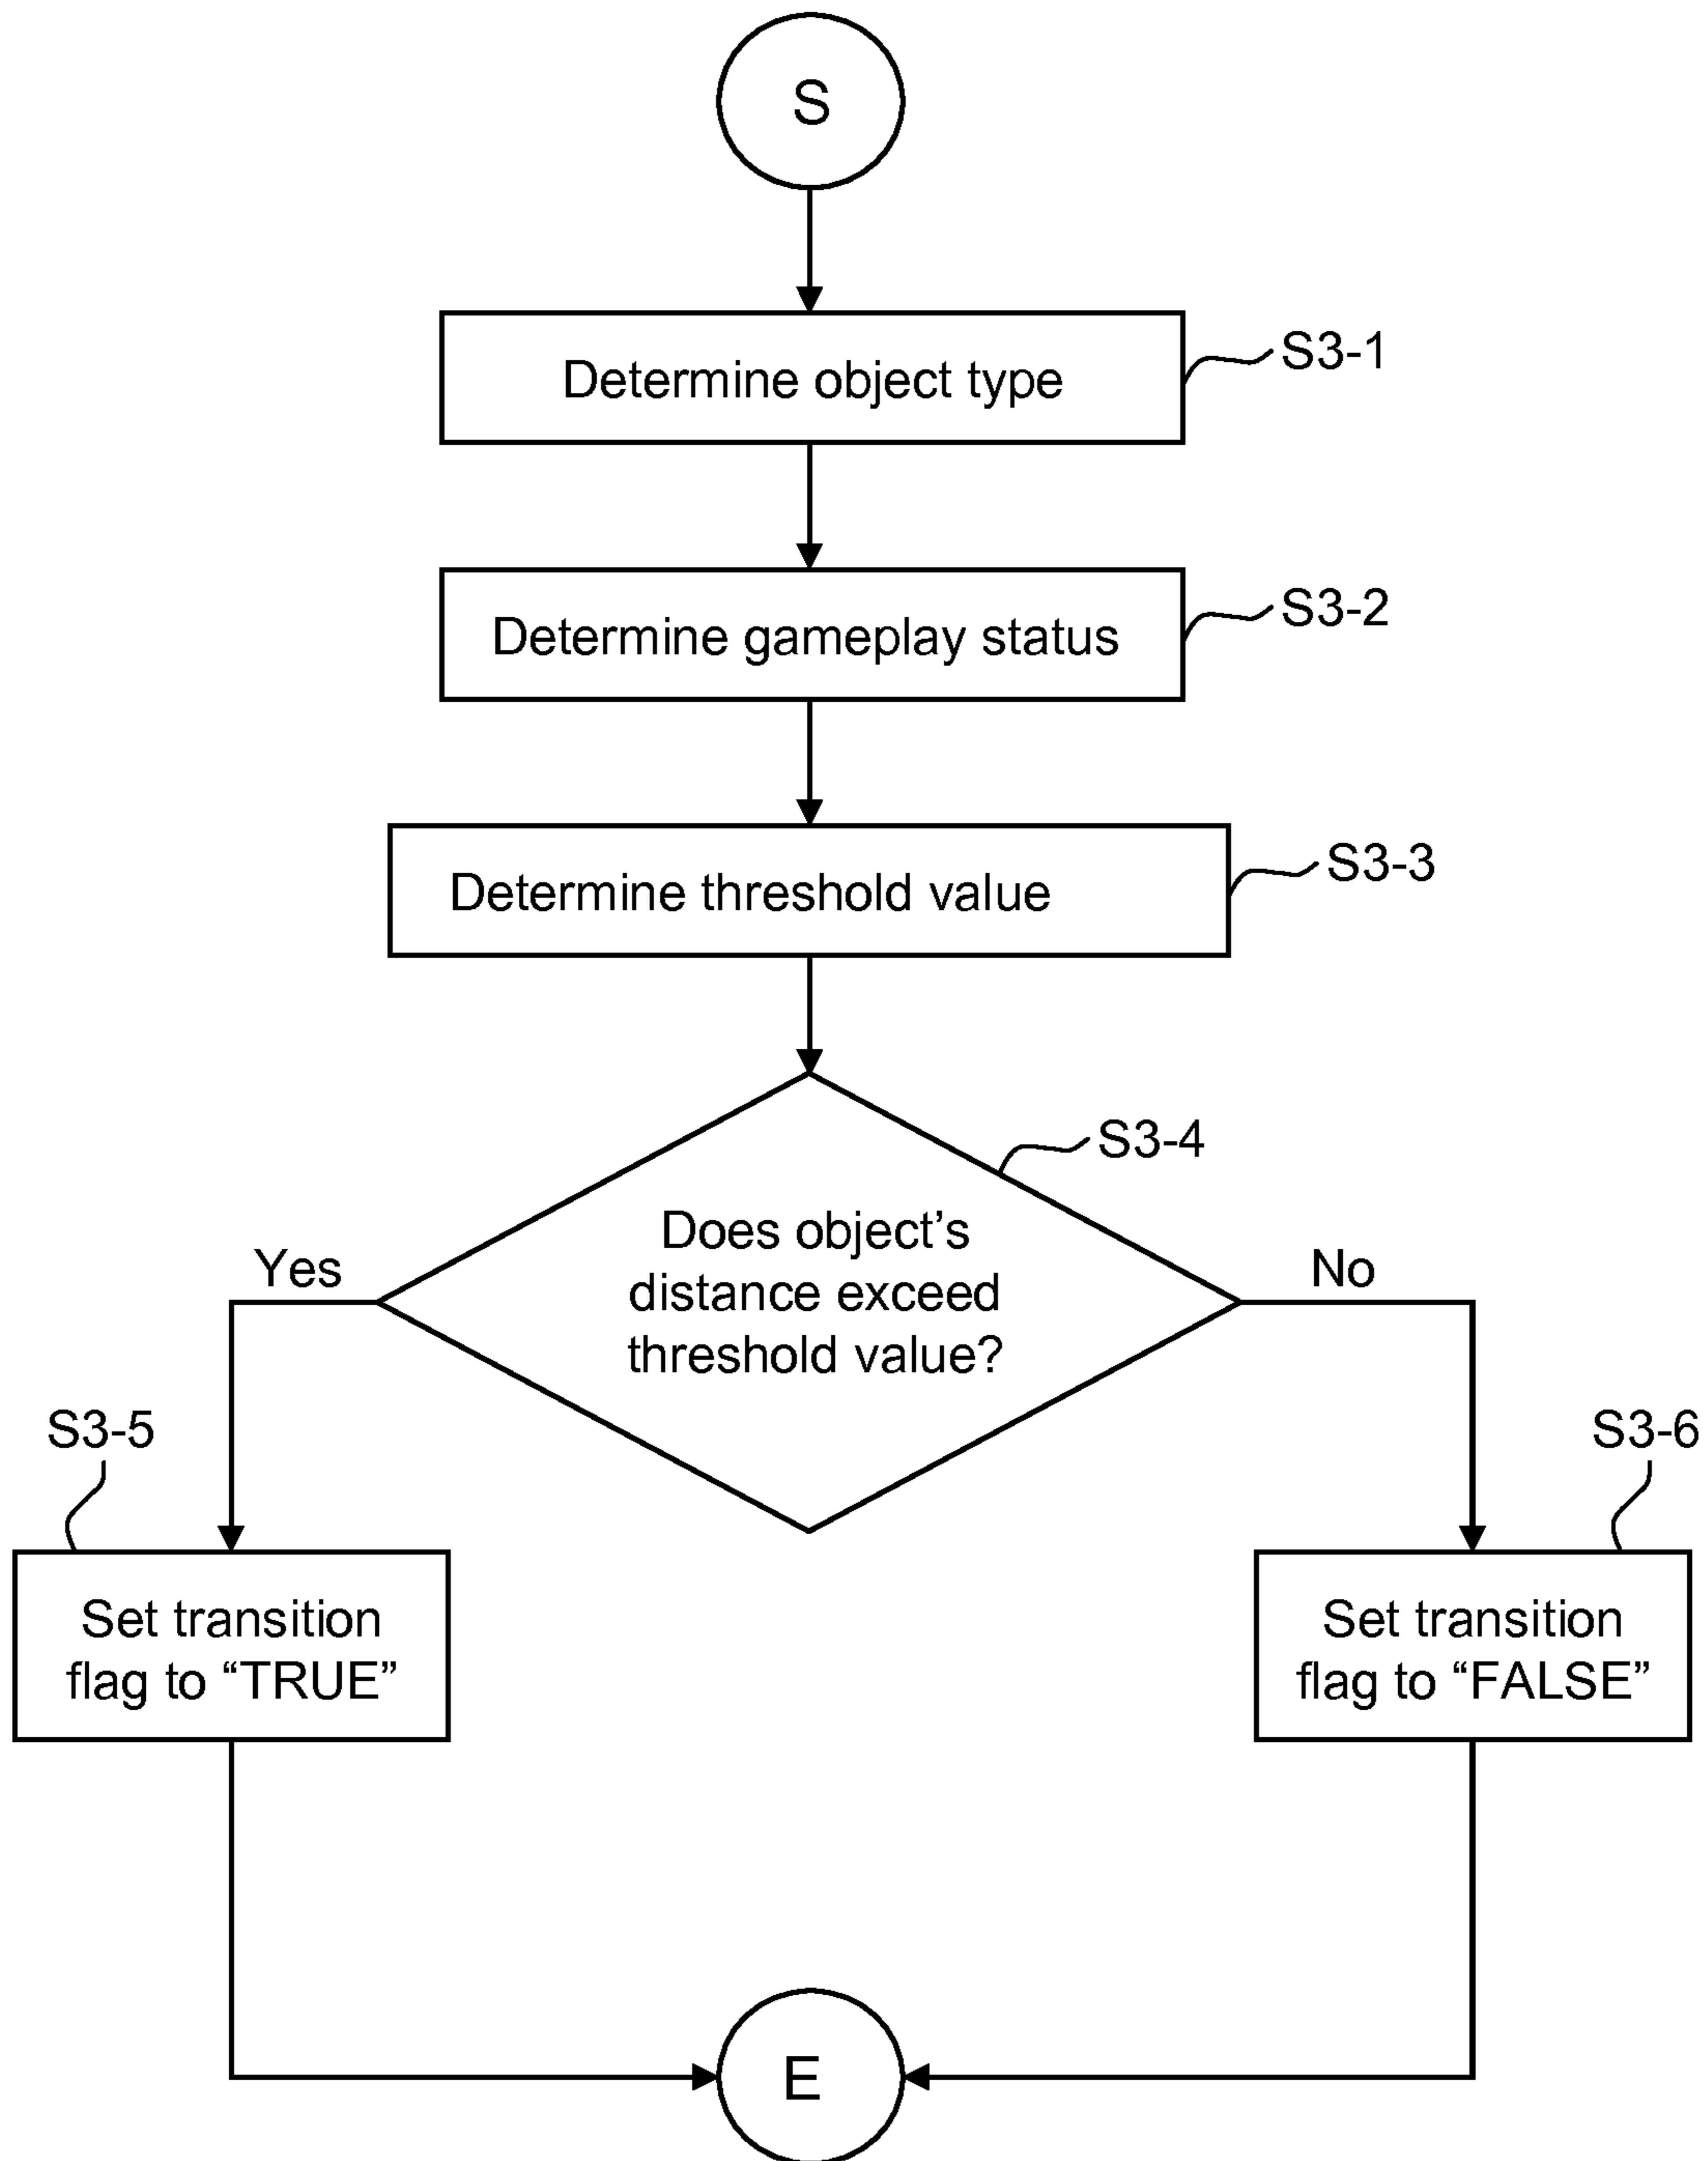 S
Determine object type
S3-1
Determine gameplay status
S3-2
Determine threshold value
S3-3
S3-4
Does object’s
distance exceed
threshold value?
Yes
No
S3-5
S3-6
Set transition
flag to “TRUE”
Set transition
flag to “FALSE”
E